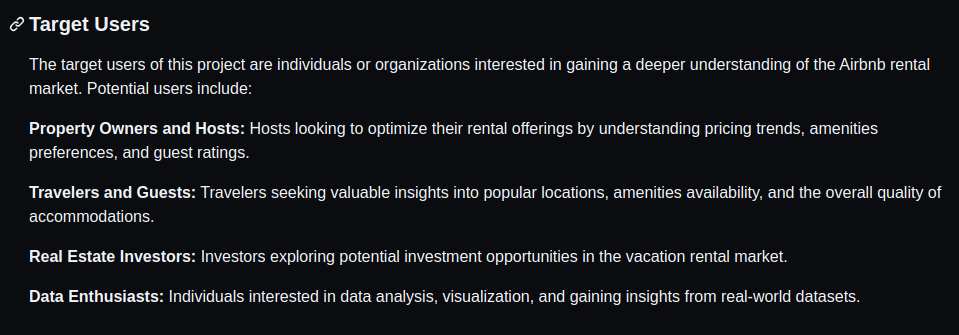 Target Users
The target users of this project are individuals or organizations interested in gaining a deeper understanding of the Airbnb rental
market. Potential users include:
Property Owners and Hosts: Hosts looking to optimize their rental offerings by understanding pricing trends, amenities
preferences, and guest ratings.
Travelers and Guests: Travelers seeking valuable insights into popular locations, amenities availability, and the overall quality of
accommodations.
Real Estate Investors: Investors exploring potential investment opportunities in the vacation rental market.
Data Enthusiasts: Individuals interested in data analysis, visualization, and gaining insights from real-world datasets.